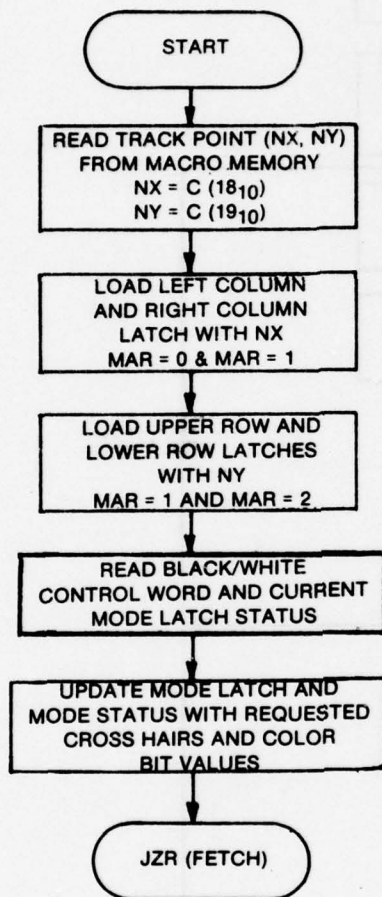 START
READ TRACK POINT (NX, NY)
FROM MACRO MEMORY
NX = C (18₁₀)
NY = C (19₁₀)
LOAD LEFT COLUMN
AND RIGHT COLUMN
LATCH WITH NX
MAR = 0 & MAR = 1
LOAD UPPER ROW AND
LOWER ROW LATCHES
WITH NY
MAR = 1 AND MAR = 2
READ BLACK/WHITE
CONTROL WORD AND CURRENT
MODE LATCH STATUS
UPDATE MODE LATCH AND
MODE STATUS WITH REQUESTED
CROSS HAIRS AND COLOR
BIT VALUES
JZR (FETCH)